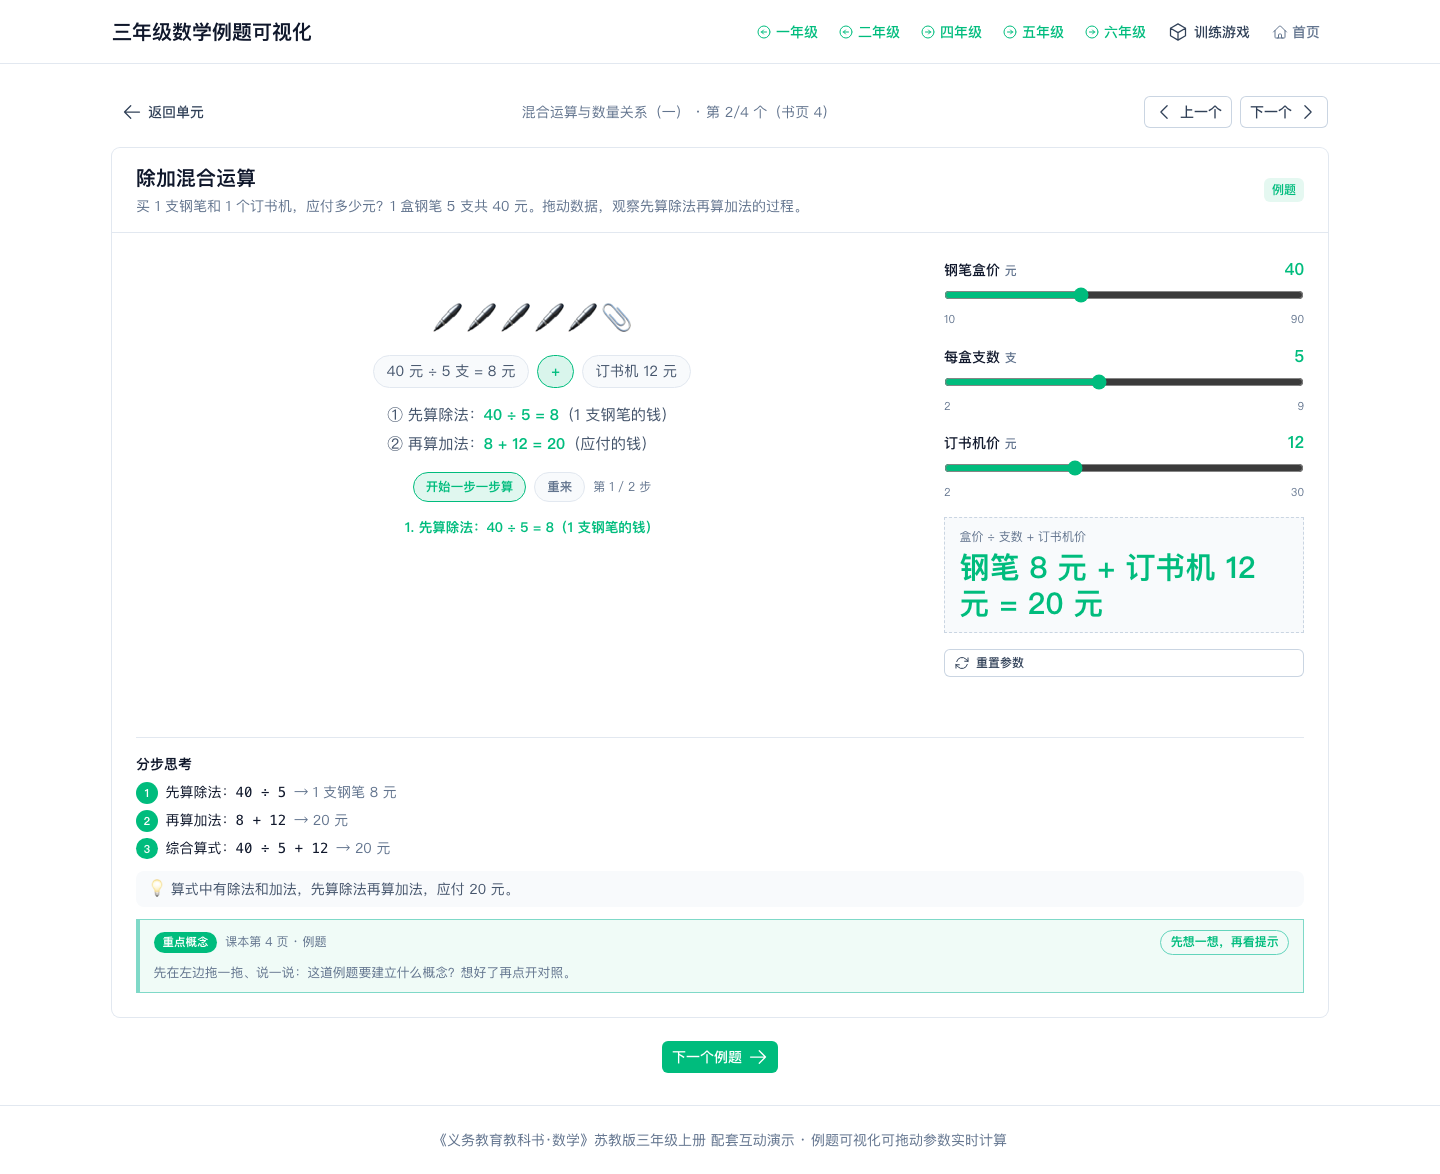 三年级数学例题可视化
一年级 二年级 四年级 五年级 六年级 训练游戏 首页
返回单元
混合运算与数量关系（一） · 第 2/4 个（书页 4）
上一个 下一个
除加混合运算
买 1 支钢笔和 1 个订书机，应付多少元？1 盒钢笔 5 支共 40 元。拖动数据，观察先算除法再算加法的过程。
例题
40 元 ÷ 5 支 = 8 元 + 订书机 12 元
① 先算除法：40 ÷ 5 = 8（1 支钢笔的钱）
② 再算加法：8 + 12 = 20（应付的钱）
开始一步一步算 重来 第 1 / 2 步
1. 先算除法：40 ÷ 5 = 8（1 支钢笔的钱）
钢笔盒价 元 40
10 90
每盒支数 支 5
2 9
订书机价 元 12
2 30
盒价 ÷ 支数 + 订书机价
钢笔 8 元 + 订书机 12
元 = 20 元
重置参数
分步思考
1 先算除法：40 ÷ 5 → 1 支钢笔 8 元
2 再算加法：8 + 12 → 20 元
3 综合算式：40 ÷ 5 + 12 → 20 元
算式中有除法和加法，先算除法再算加法，应付 20 元。
重点概念 课本第 4 页 · 例题
先想一想，再看提示
先在左边拖一拖、说一说：这道例题要建立什么概念？想好了再点开对照。
下一个例题
《义务教育教科书·数学》苏教版三年级上册 配套互动演示 · 例题可视化可拖动参数实时计算